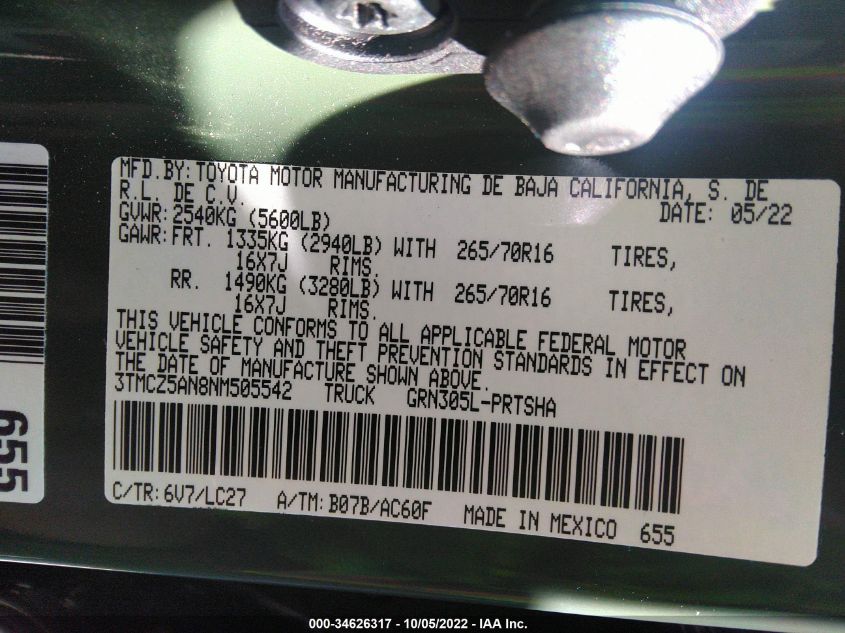 MFD.BY:TOYOTA MOTOR MANUFACTURING DE BAJA CALIFORNIA, S. DE
R.L. DE C.V.
DATE: 05/22
GVWR:2540KG (5600LB)
GAWR:FRT. 1335KG (2940LB) WITH 265/70R16 TIRES,
16X7J RIMS.
RR. 1490KG (3280LB) WITH 265/70R16 TIRES,
16X7J RIMS.
THIS VEHICLE CONFORMS TO ALL APPLICABLE FEDERAL MOTOR
VEHICLE SAFETY AND THEFT PREVENTION STANDARDS IN EFFECT ON
THE DATE OF MANUFACTURE SHOWN ABOVE.
3TMCZ5AN8NM505542 TRUCK GRN305L-PRTSHA
C/TR:6V7/LC27 A/TM:B07B/AC60F MADE IN MEXICO 655
655
000-34626317 - 10/05/2022 - IAA Inc.